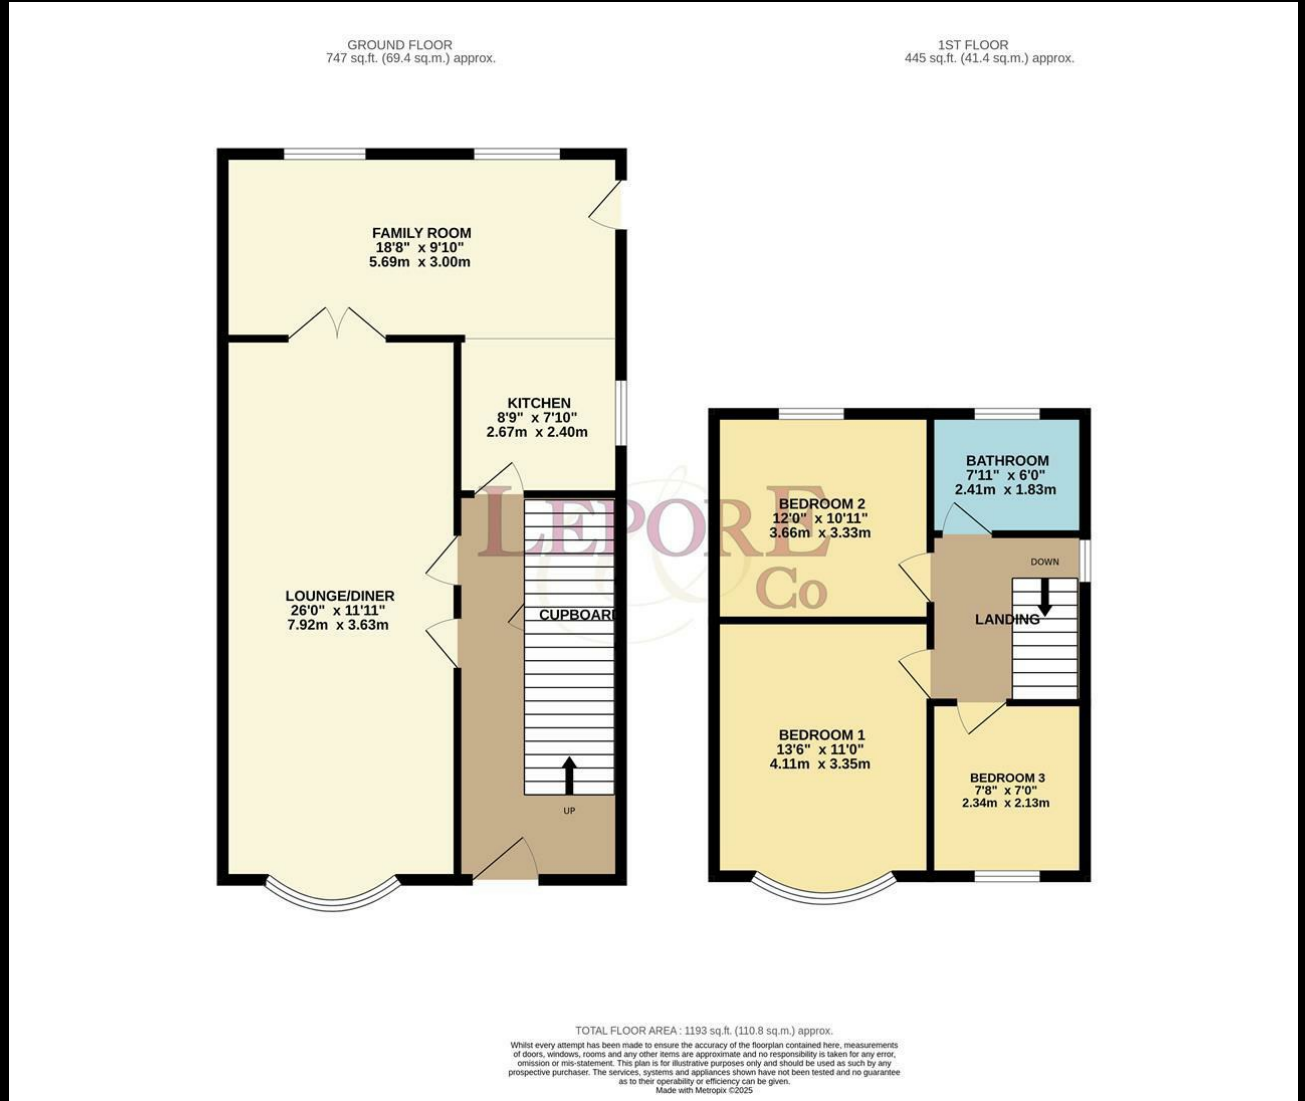 GROUND FLOOR
747 sq.ft. (69.4 sq.m.) approx.
1ST FLOOR
445 sq.ft. (41.4 sq.m.) approx.
FAMILY ROOM
18'8" x 9'10"
5.69m x 3.00m
KITCHEN
8'9" x 7'10"
2.67m x 2.40m
LOUNGE/DINER
26'0" x 11'11"
7.92m x 3.63m
CUPBOARD
UP
BEDROOM 2
12'0" x 10'11"
3.66m x 3.33m
BATHROOM
7'11" x 6'0"
2.41m x 1.83m
DOWN
LANDING
BEDROOM 1
13'6" x 11'0"
4.11m x 3.35m
BEDROOM 3
7'8" x 7'0"
2.34m x 2.13m
LEPORE
& Co
TOTAL FLOOR AREA : 1193 sq.ft. (110.8 sq.m.) approx.
Whilst every attempt has been made to ensure the accuracy of the floorplan contained here, measurements
of doors, windows, rooms and any other items are approximate and no responsibility is taken for any error,
omission or mis-statement. This plan is for illustrative purposes only and should be used as such by any
prospective purchaser. The services, systems and appliances shown have not been tested and no guarantee
as to their operability or efficiency can be given.
Made with Metropix ©2025